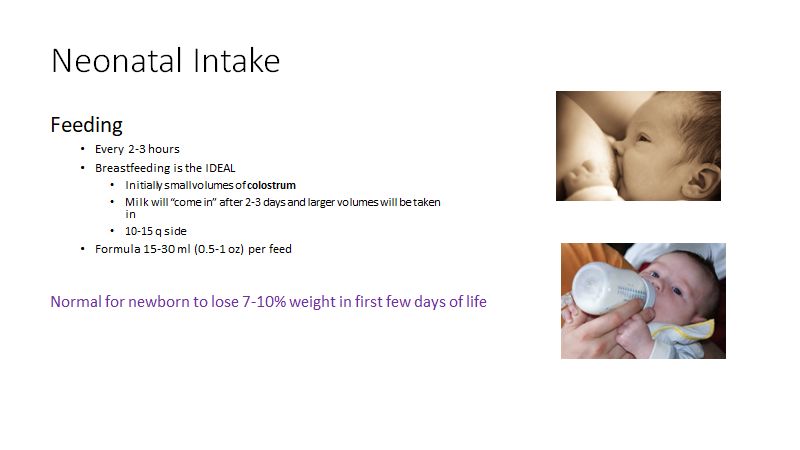 Neonatal Intake
Feeding
• Every 2-3 hours
• Breastfeeding is the IDEAL
• Initially small volumes of colostrum
• Milk will “come in” after 2-3 days and larger volumes will be taken
in
• 10-15 q side
• Formula 15-30 ml (0.5-1 oz) per feed
Normal for newborn to lose 7-10% weight in first few days of life